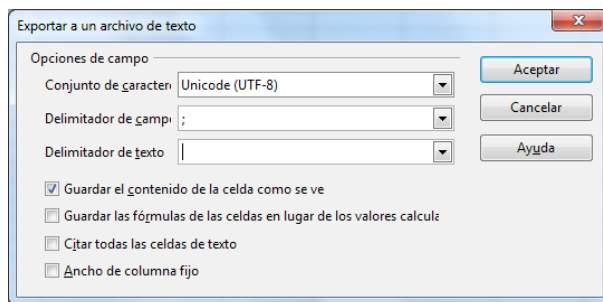 Exportar a un archivo de texto
Opciones de campo
Conjunto de caracter Unicode (UTF-8)
Delimitador de camp ;
Delimitador de texto
Aceptar
Cancelar
Ayuda
Guardar el contenido de la celda como se ve
Guardar las fórmulas de las celdas en lugar de los valores calcula
Citar todas las celdas de texto
Ancho de columna fijo